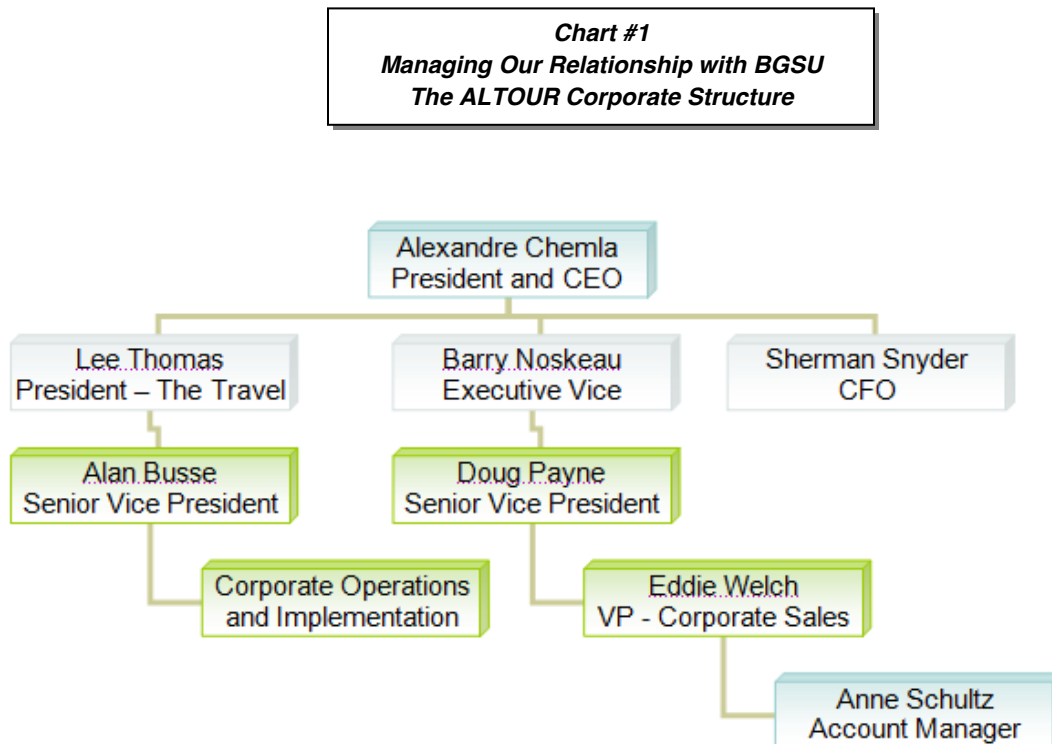 Chart #1
Managing Our Relationship with BGSU
The ALTOUR Corporate Structure
Alexandre Chemla
President and CEO
Lee Thomas
President – The Travel
Barry Noskeau
Executive Vice
Sherman Snyder
CFO
Alan Busse
Senior Vice President
Doug Payne
Senior Vice President
Corporate Operations
and Implementation
Eddie Welch
VP - Corporate Sales
Anne Schultz
Account Manager